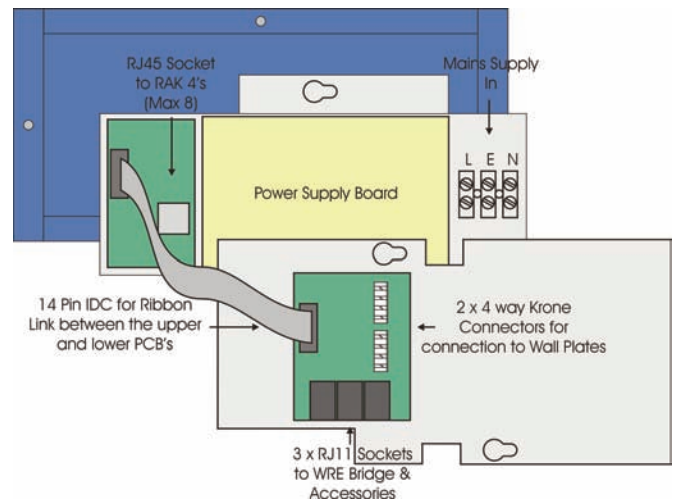 RJ45 Socket
to RAK 4's
(Max 8)
Mains Supply
In
L E N
Power Supply Board
14 Pin IDC for Ribbon
Link between the upper
and lower PCB's
2 x 4 way Krone
Connectors for
connection to Wall Plates
3 x RJ11 Sockets
to WRE Bridge &
Accessories